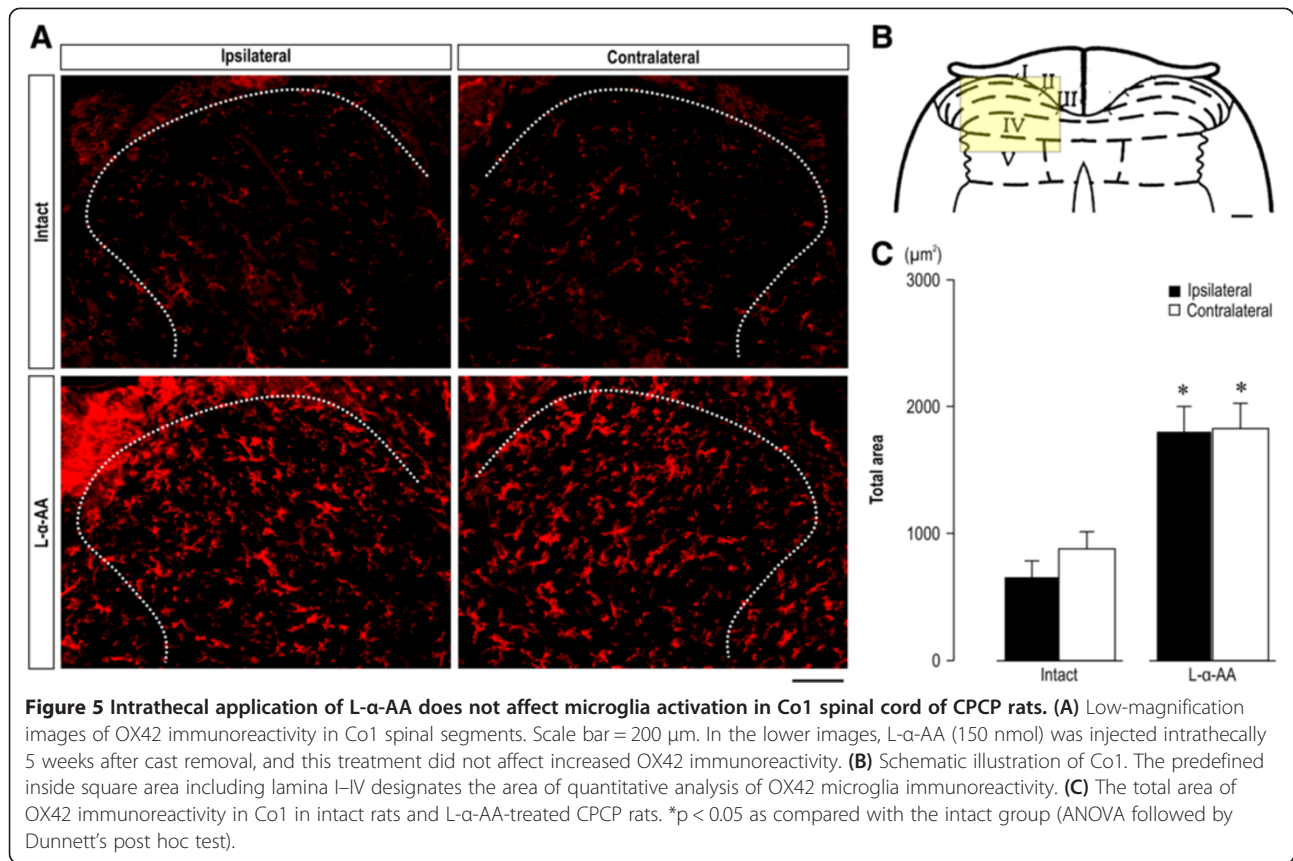 A
Ipsilateral
Contralateral
Intact
L-α-AA
B
I
II
III
IV
V
C
(μm²)
3000
2000
1000
0
Total area
Ipsilateral
Contralateral
*
*
Intact
L-α-AA
Figure 5 Intrathecal application of L-α-AA does not affect microglia activation in Co1 spinal cord of CPCP rats. (A) Low-magnification
images of OX42 immunoreactivity in Co1 spinal segments. Scale bar = 200 μm. In the lower images, L-α-AA (150 nmol) was injected intrathecally
5 weeks after cast removal, and this treatment did not affect increased OX42 immunoreactivity. (B) Schematic illustration of Co1. The predefined
inside square area including lamina I–IV designates the area of quantitative analysis of OX42 microglia immunoreactivity. (C) The total area of
OX42 immunoreactivity in Co1 in intact rats and L-α-AA-treated CPCP rats. *p < 0.05 as compared with the intact group (ANOVA followed by
Dunnett's post hoc test).